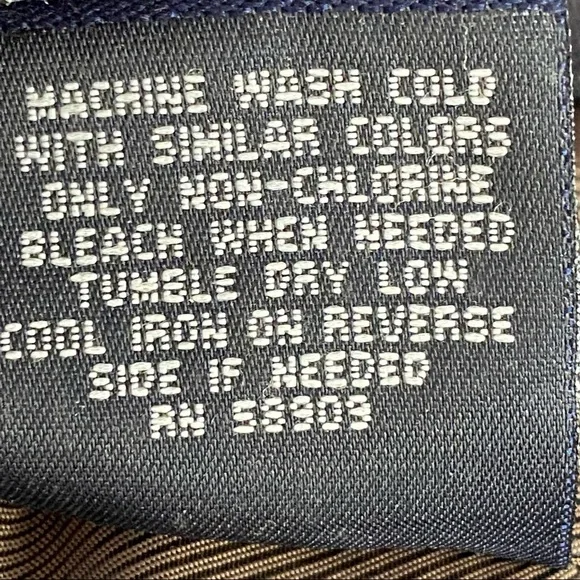 MACHINE WASH COLD
WITH SIMILAR COLORS
ONLY NON-CHLORINE
BLEACH WHEN NEEDED
TUMBLE DRY LOW
COOL IRON ON REVERSE
SIDE IF NEEDED
RN 58903